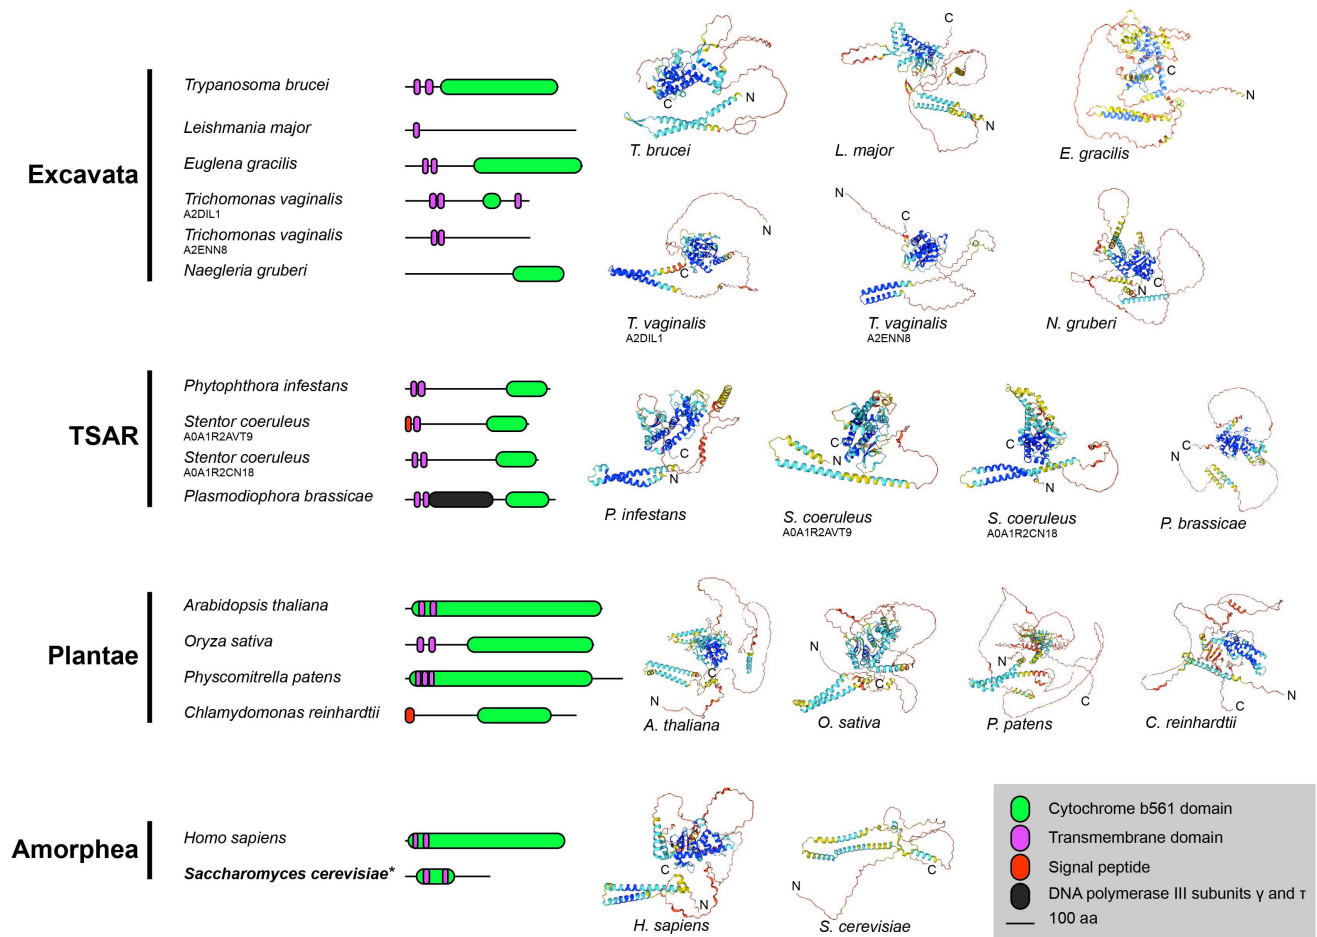 Excavata
Trypanosoma brucei
Leishmania major
Euglena gracilis
Trichomonas vaginalis
A2DIL1
Trichomonas vaginalis
A2ENN8
Naegleria gruberi
N
C
T. brucei
C
N
L. major
C
N
E. gracilis
N
C
T. vaginalis
A2DIL1
N
C
T. vaginalis
A2ENN8
C
N
N. gruberi
TSAR
Phytophthora infestans
Stentor coeruleus
A0A1R2AVT9
Stentor coeruleus
A0A1R2CN18
Plasmodiophora brassicae
C
N
P. infestans
C
N
S. coeruleus
A0A1R2AVT9
C
N
S. coeruleus
A0A1R2CN18
C
N
P. brassicae
Plantae
Arabidopsis thaliana
Oryza sativa
Physcomitrella patens
Chlamydomonas reinhardtii
C
N
A. thaliana
N
C
O. sativa
N
C
P. patens
C
N
C
C. reinhardtii
Amorphea
Homo sapiens
Saccharomyces cerevisiae*
C
N
H. sapiens
N
C
S. cerevisiae
Cytochrome b561 domain
Transmembrane domain
Signal peptide
DNA polymerase III subunits γ and τ
100 aa